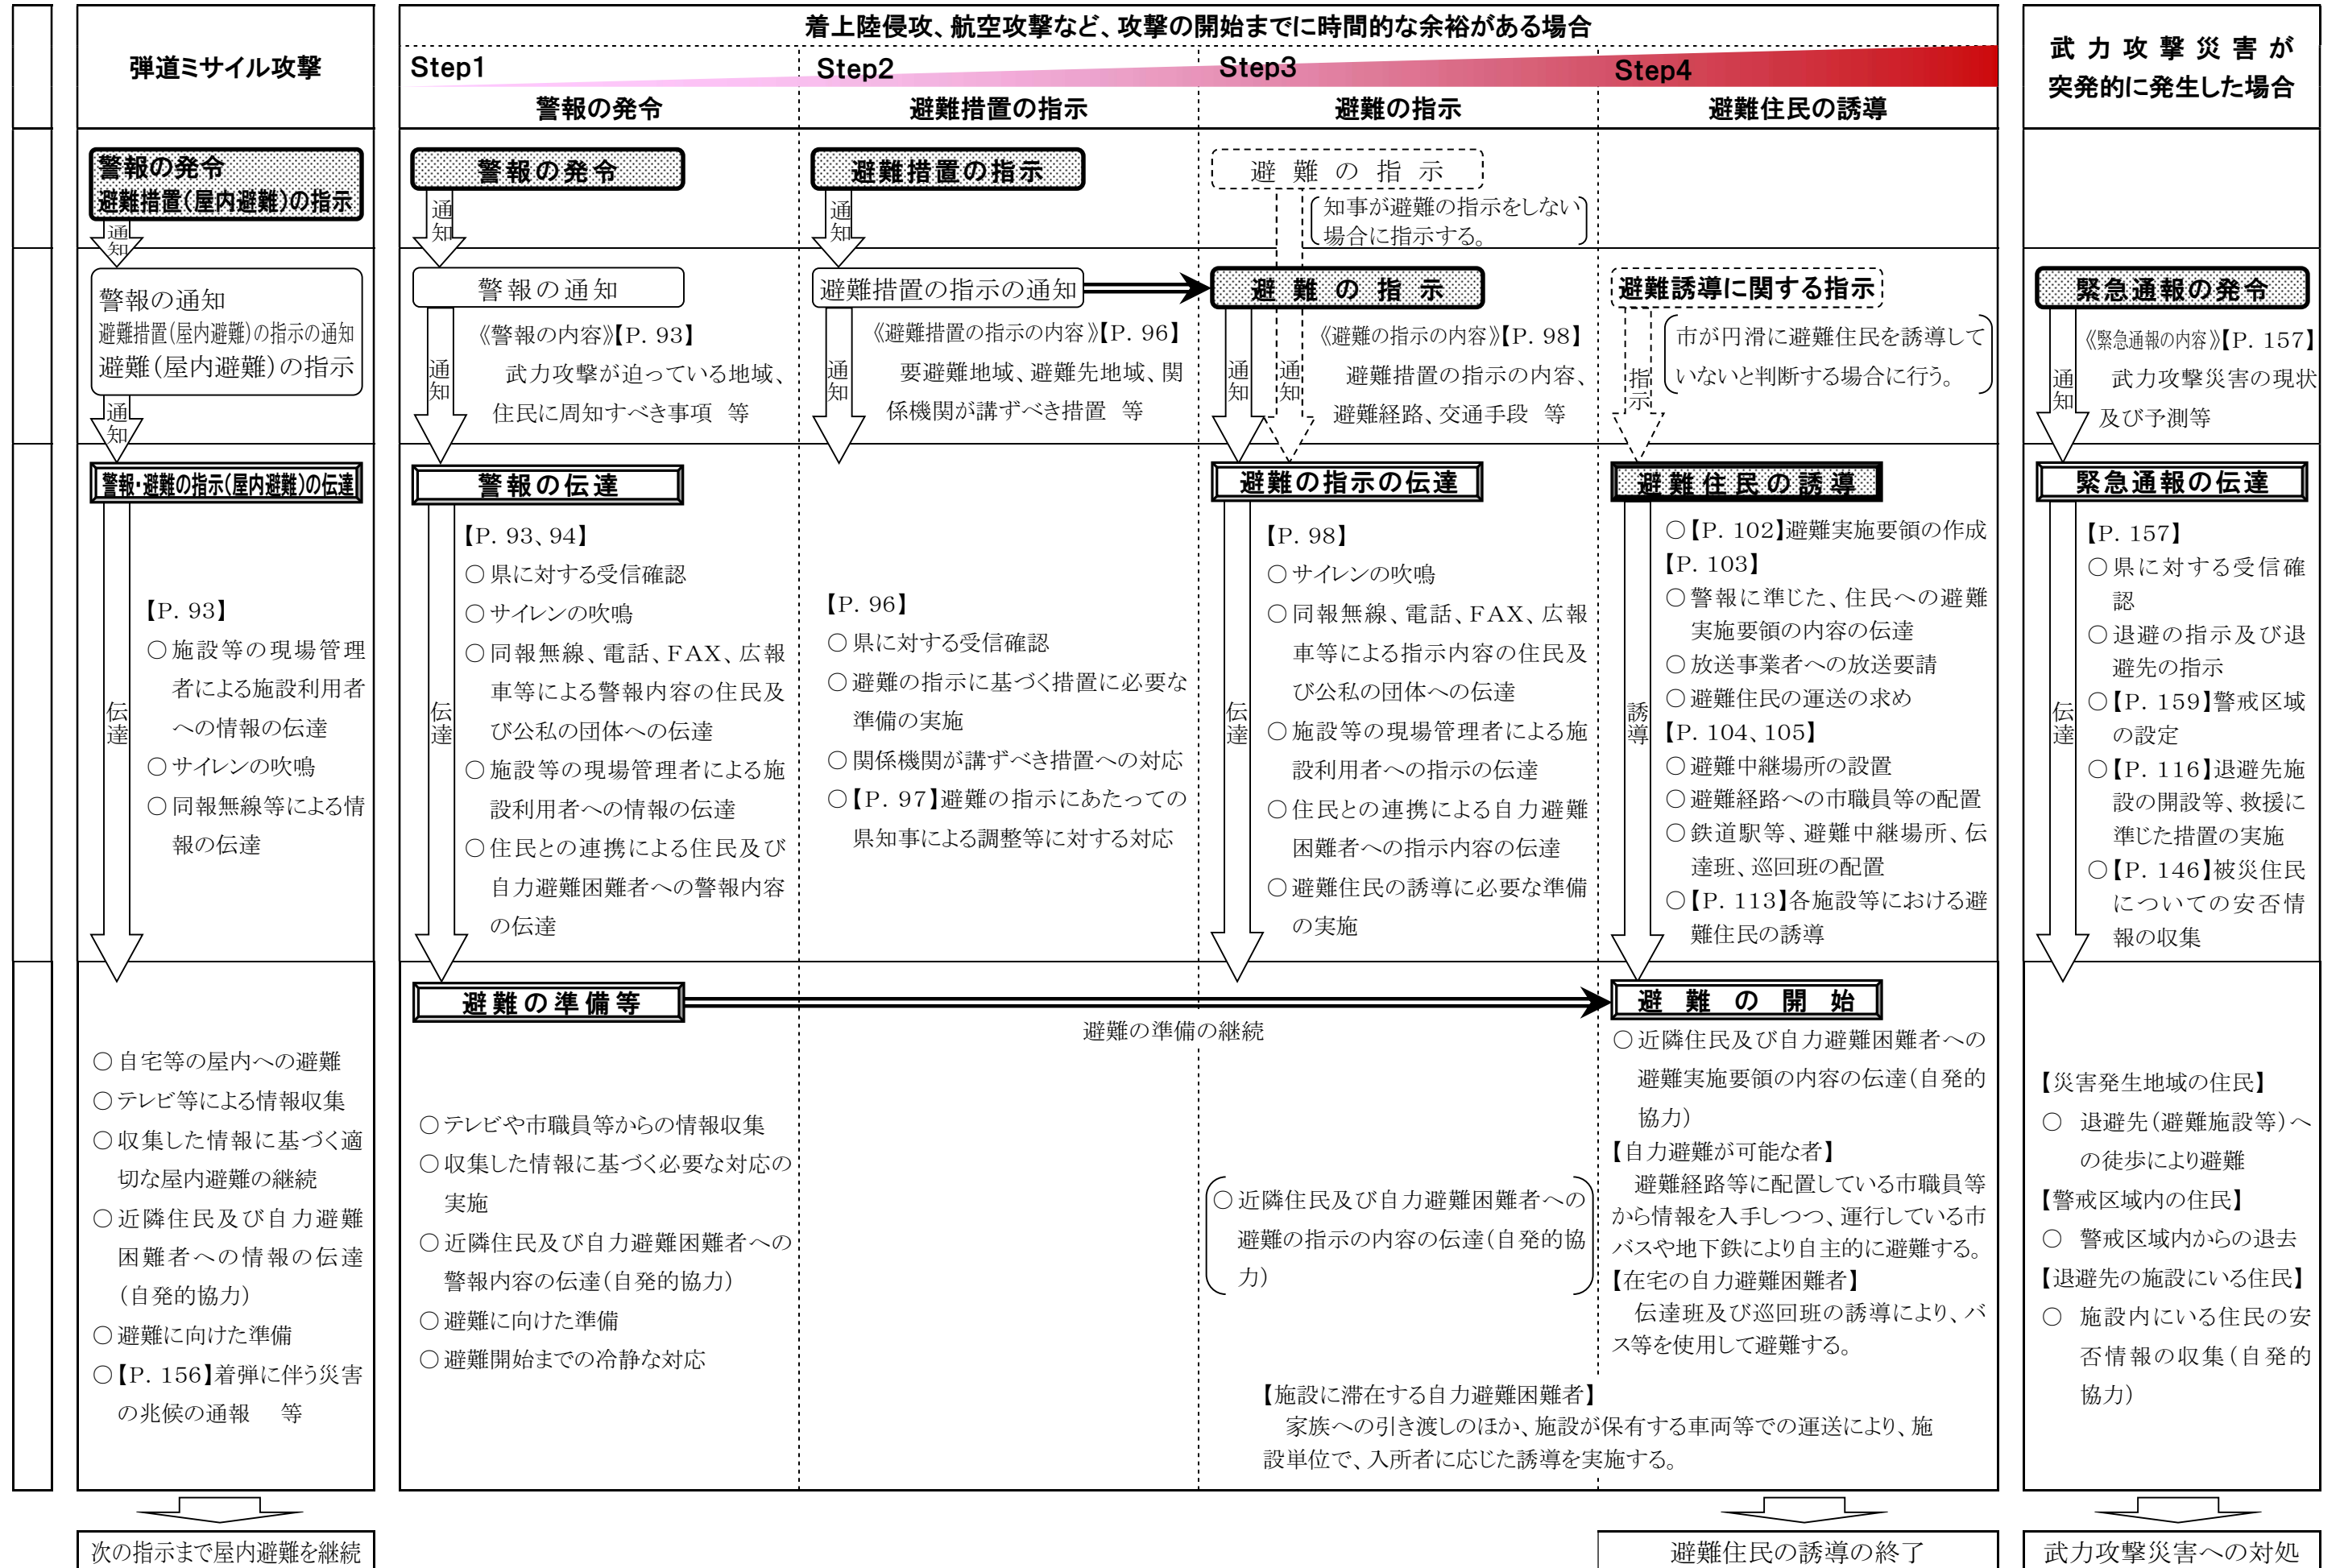 弾道ミサイル攻撃
警報の発令
避難措置(屋内避難)の指示
通知
警報の通知
避難措置(屋内避難)の指示の通知
避難(屋内避難)の指示
通知
警報・避難の指示(屋内避難)の伝達
伝達
【P. 93】
○施設等の現場管理
者による施設利用者
への情報の伝達
○サイレンの吹鳴
○同報無線等による情
報の伝達
○自宅等の屋内への避難
○テレビ等による情報収集
○収集した情報に基づく適
切な屋内避難の継続
○近隣住民及び自力避難
困難者への情報の伝達
(自発的協力)
○避難に向けた準備
○【P. 156】着弾に伴う災害
の兆候の通報　等
次の指示まで屋内避難を継続
着上陸侵攻、航空攻撃など、攻撃の開始までに時間的な余裕がある場合
Step1
警報の発令
警報の発令
通知
警報の通知
通知
《警報の内容》【P. 93】
武力攻撃が迫っている地域、
住民に周知すべき事項　等
警報の伝達
伝達
【P. 93、94】
○県に対する受信確認
○サイレンの吹鳴
○同報無線、電話、FAX、広報
車等による警報内容の住民及
び公私の団体への伝達
○施設等の現場管理者による施
設利用者への情報の伝達
○住民との連携による住民及び
自力避難困難者への警報内容
の伝達
避難の準備等
避難の準備の継続
○テレビや市職員等からの情報収集
○収集した情報に基づく必要な対応の
実施
○近隣住民及び自力避難困難者への
警報内容の伝達(自発的協力)
○避難に向けた準備
○避難開始までの冷静な対応
Step2
避難措置の指示
避難措置の指示
通知
避難措置の指示の通知
通知
《避難措置の指示の内容》【P. 96】
要避難地域、避難先地域、関
係機関が講ずべき措置　等
【P. 96】
○県に対する受信確認
○避難の指示に基づく措置に必要な
準備の実施
○関係機関が講ずべき措置への対応
○【P. 97】避難の指示にあたっての
県知事による調整等に対する対応
Step3
避難の指示
避難の指示
知事が避難の指示をしない
場合に指示する。
避難の指示
通知
通知
《避難の指示の内容》【P. 98】
避難措置の指示の内容、
避難経路、交通手段　等
避難の指示の伝達
伝達
【P. 98】
○サイレンの吹鳴
○同報無線、電話、FAX、広報
車等による指示内容の住民及
び公私の団体への伝達
○施設等の現場管理者による施
設利用者への指示の伝達
○住民との連携による自力避難
困難者への指示内容の伝達
○避難住民の誘導に必要な準備
の実施
○近隣住民及び自力避難困難者への
避難の指示の内容の伝達(自発的協
力)
Step4
避難住民の誘導
避難誘導に関する指示
指示
市が円滑に避難住民を誘導して
いないと判断する場合に行う。
避難住民の誘導
誘導
○【P. 102】避難実施要領の作成
【P. 103】
○警報に準じた、住民への避難
実施要領の内容の伝達
○放送事業者への放送要請
○避難住民の運送の求め
【P. 104、105】
○避難中継場所の設置
○避難経路への市職員等の配置
○鉄道駅等、避難中継場所、伝
達班、巡回班の配置
○【P. 113】各施設等における避
難住民の誘導
避難の開始
○近隣住民及び自力避難困難者への
避難実施要領の内容の伝達(自発的
協力)
【自力避難が可能な者】
避難経路等に配置している市職員等
から情報を入手しつつ、運行している市
バスや地下鉄により自主的に避難する。
【在宅の自力避難困難者】
伝達班及び巡回班の誘導により、バ
ス等を使用して避難する。
【施設に滞在する自力避難困難者】
家族への引き渡しのほか、施設が保有する車両等での運送により、施
設単位で、入所者に応じた誘導を実施する。
避難住民の誘導の終了
武力攻撃災害が
突発的に発生した場合
緊急通報の発令
通知
《緊急通報の内容》【P. 157】
武力攻撃災害の現状
及び予測等
緊急通報の伝達
伝達
【P. 157】
○県に対する受信確
認
○退避の指示及び退
避先の指示
○【P. 159】警戒区域
の設定
○【P. 116】退避先施
設の開設等、救援に
準じた措置の実施
○【P. 146】被災住民
についての安否情
報の収集
【災害発生地域の住民】
○　退避先(避難施設等)へ
の徒歩により避難
【警戒区域内の住民】
○　警戒区域内からの退去
【退避先の施設にいる住民】
○　施設内にいる住民の安
否情報の収集(自発的
協力)
武力攻撃災害への対処